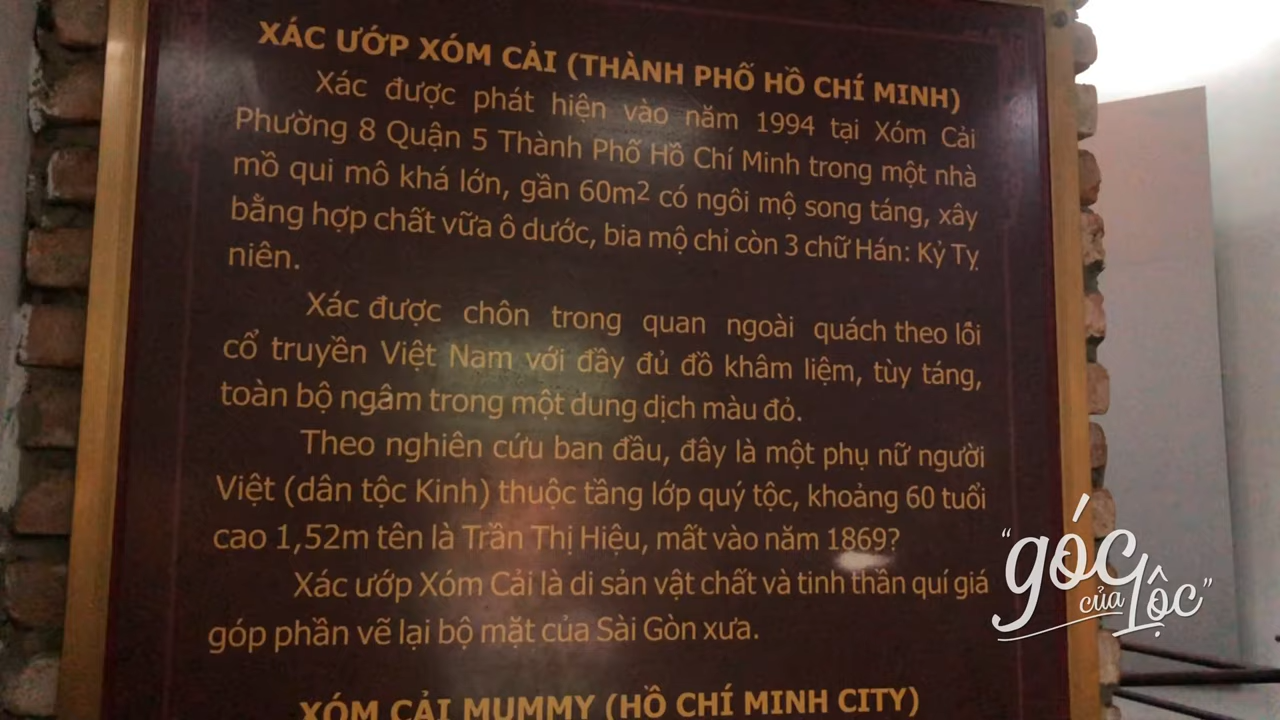 XÁC ƯỚP XÓM CẢI (THÀNH PHỐ HỒ CHÍ MINH)
Xác được phát hiện vào năm 1994 tại Xóm Cải
Phường 8 Quận 5 Thành Phố Hồ Chí Minh trong một nhà
mồ qui mô khá lớn, gần 60m2 có ngôi mộ song táng, xây
bằng hợp chất vữa ô dước, bia mộ chỉ còn 3 chữ Hán: Kỷ Tỵ
niên.
Xác được chôn trong quan ngoài quách theo lối
cổ truyền Việt Nam với đầy đủ đồ khâm liệm, tùy táng,
toàn bộ ngâm trong một dung dịch màu đỏ.
Theo nghiên cứu ban đầu, đây là một phụ nữ người
Việt (dân tộc Kinh) thuộc tầng lớp quý tộc, khoảng 60 tuổi
cao 1,52m tên là Trần Thị Hiệu, mất vào năm 1869?
Xác ướp Xóm Cải là di sản vật chất và tinh thần quí giá
góp phần vẽ lại bộ mặt của Sài Gòn xưa.
XÓM CẢI MUMMY (HỒ CHÍ MINH CITY)
"góc
của Lộc"